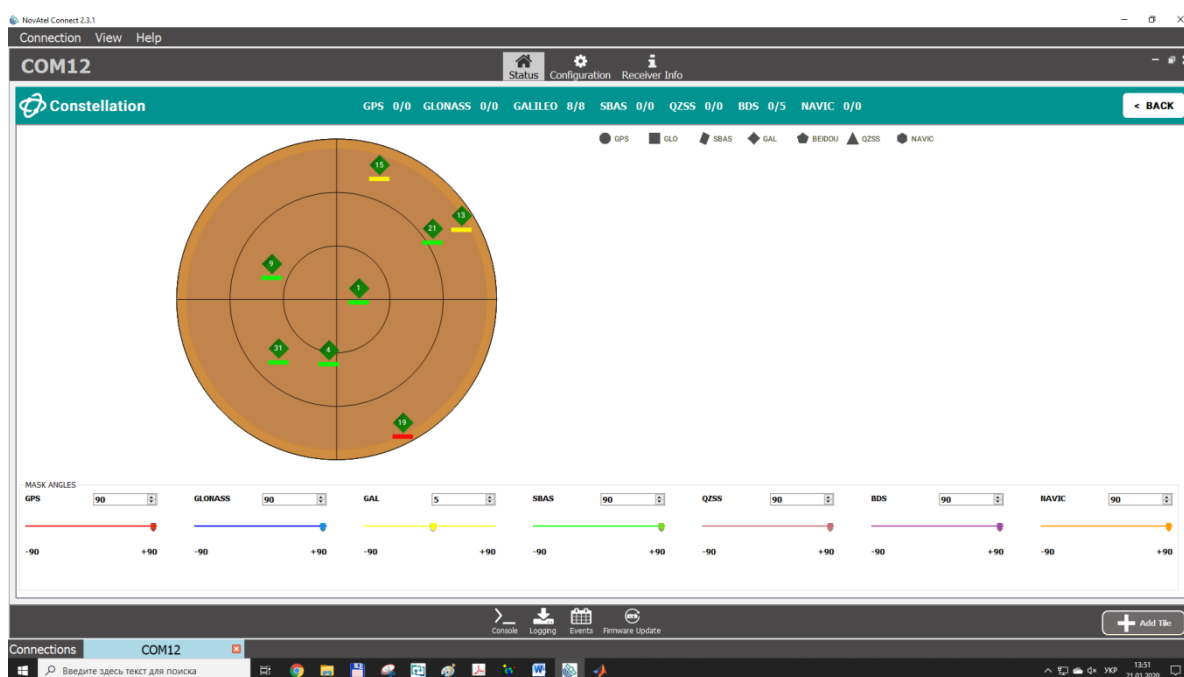 NovAtel Connect 2.3.1
Connection View Help
COM12
Status Configuration Receiver Info
Constellation GPS 0/0 GLONASS 0/0 GALILEO 8/8 SBAS 0/0 QZSS 0/0 BDS 0/5 NAVIC 0/0 < BACK
GPS GLO SBAS GAL BEIDOU QZSS NAVIC
15
13
21
9
1
31
4
19
MASK ANGLES
GPS 90 GLONASS 90 GAL 5 SBAS 90 QZSS 90 BDS 90 NAVIC 90
-90 +90 -90 +90 -90 +90 -90 +90 -90 +90 -90 +90 -90 +90
Console Logging Events Firmware Update
Add Tile
Connections COM12
Введите здесь текст для поиска
УКР
13:51
21.01.2020